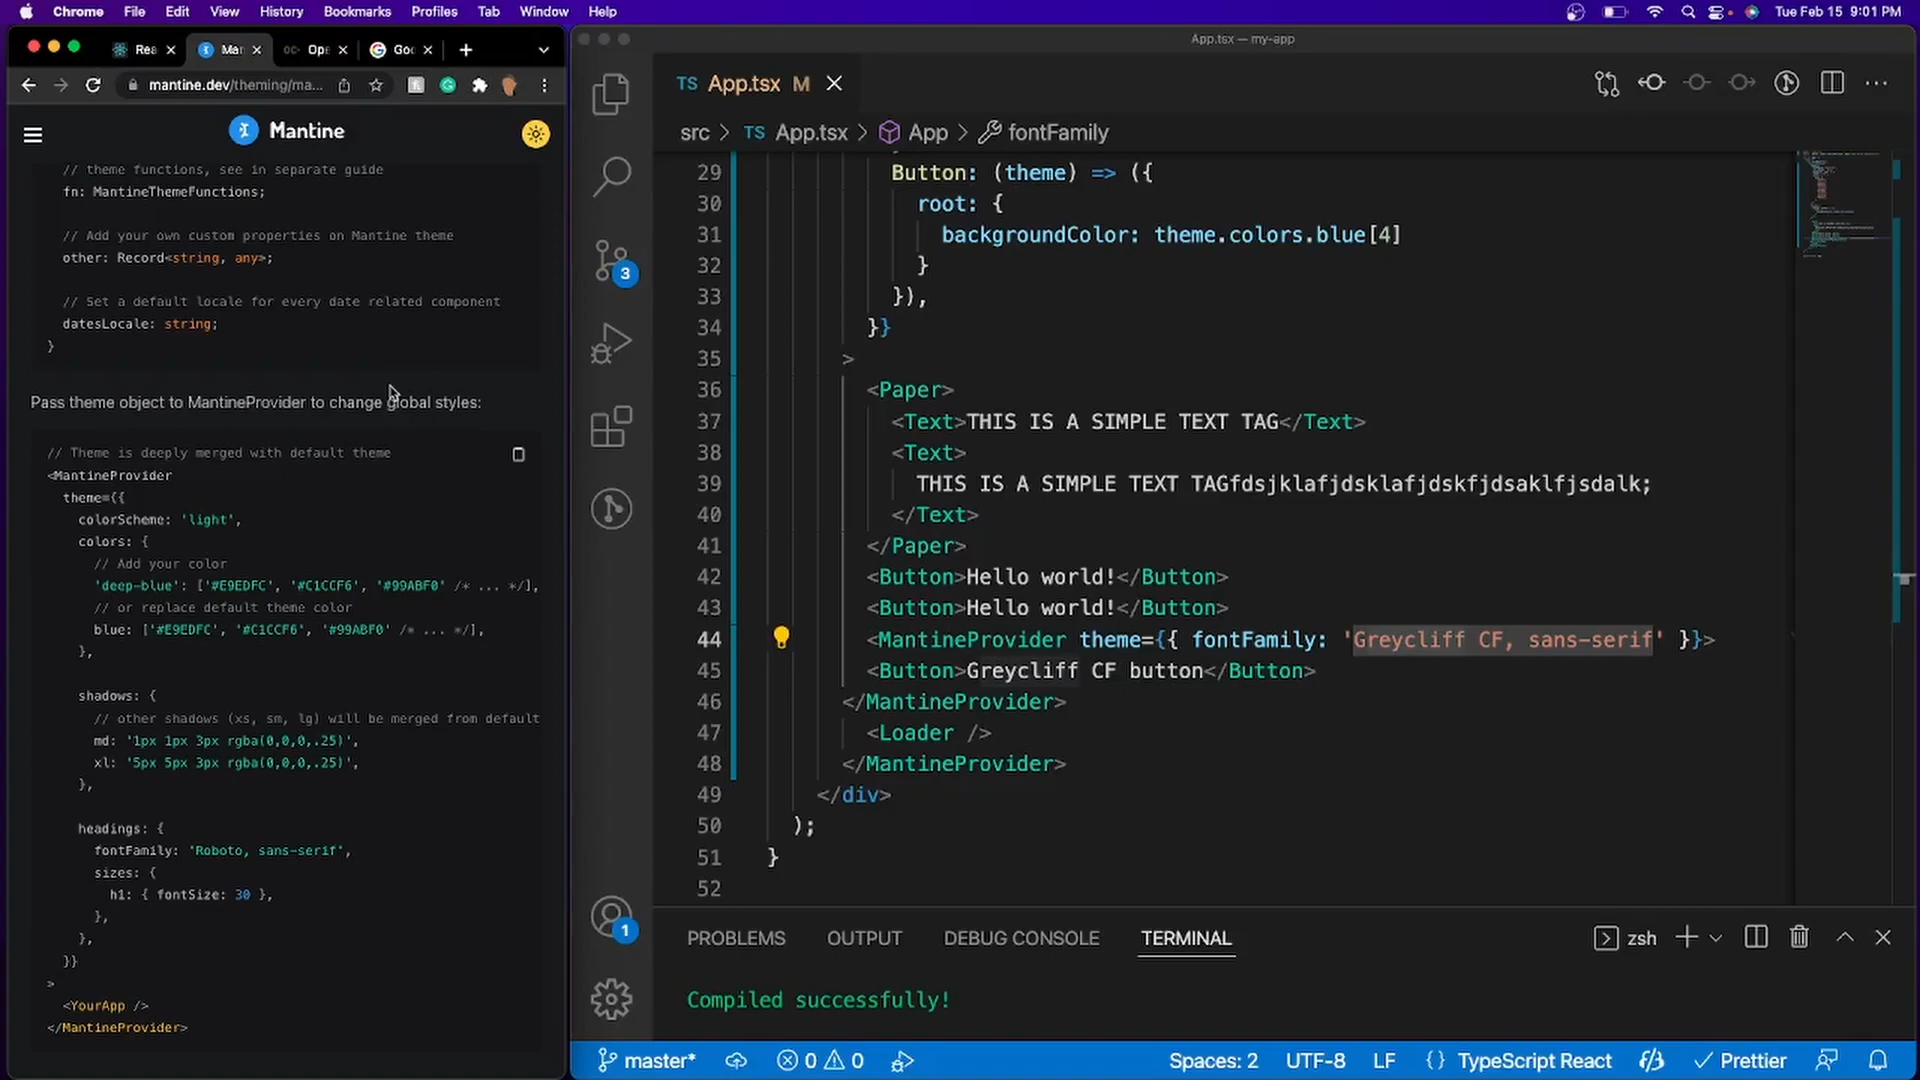 Chrome File Edit View History Bookmarks Profiles Tab Window Help
Tue Feb 15 9:01 PM
Rea
Man
Ope
Goo
mantine.dev/theming/ma...
Mantine
// theme functions, see in separate guide
fn: MantineThemeFunctions;
// Add your own custom properties on Mantine theme
other: Record<string, any>;
// Set a default locale for every date related component
datesLocale: string;
}
Pass theme object to MantineProvider to change global styles:
// Theme is deeply merged with default theme
<MantineProvider
theme={{
colorScheme: 'light',
colors: {
// Add your color
'deep-blue': ['#E9EDFC', '#C1CCF6', '#99ABF0' /* ... */],
// or replace default theme color
blue: ['#E9EDFC', '#C1CCF6', '#99ABF0' /* ... */],
},
shadows: {
// other shadows (xs, sm, lg) will be merged from default
md: '1px 1px 3px rgba(0,0,0,.25)',
xl: '5px 5px 3px rgba(0,0,0,.25)',
},
headings: {
fontFamily: 'Roboto, sans-serif',
sizes: {
h1: { fontSize: 30 },
},
},
}}
>
<YourApp />
</MantineProvider>
App.tsx — my-app
TS App.tsx M
src > TS App.tsx > App > fontFamily
29 Button: (theme) => ({
30 root: {
31 backgroundColor: theme.colors.blue[4]
32 }
33 }),
34 }}
35 >
36 <Paper>
37 <Text>THIS IS A SIMPLE TEXT TAG</Text>
38 <Text>
39 THIS IS A SIMPLE TEXT TAGfdsjklafjdsklafjdskfjdsaklfjsdalk;
40 </Text>
41 </Paper>
42 <Button>Hello world!</Button>
43 <Button>Hello world!</Button>
44 <MantineProvider theme={{ fontFamily: 'Greycliff CF, sans-serif' }}>
45 <Button>Greycliff CF button</Button>
46 </MantineProvider>
47 <Loader />
48 </MantineProvider>
49 </div>
50 );
51 }
52
3
1
PROBLEMS OUTPUT DEBUG CONSOLE TERMINAL
zsh
Compiled successfully!
master* 0 0
Spaces: 2 UTF-8 LF {} TypeScript React Prettier